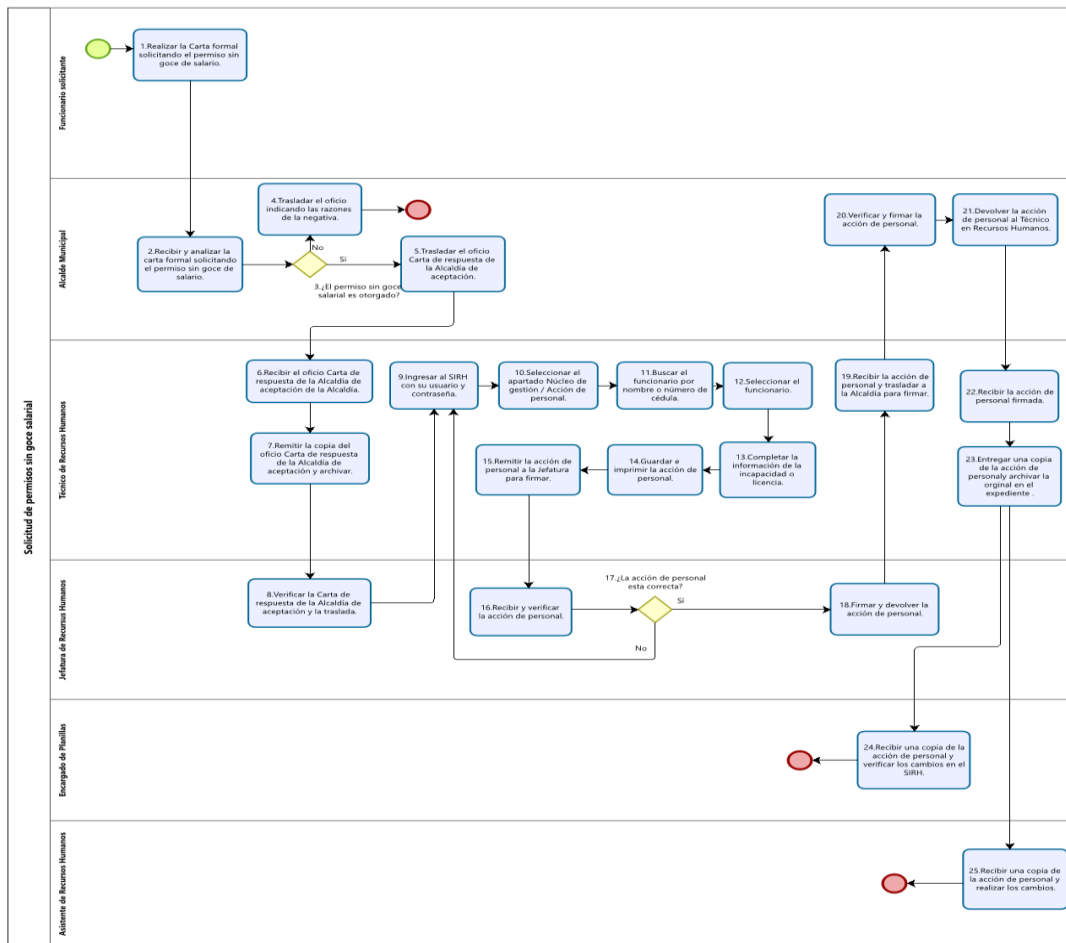 Solicitud de permisos sin goce salarial
Funcionario solicitante
1.Realizar la Carta formal
solicitando el permiso sin
goce de salario.
Alcalde Municipal
2.Recibir y analizar la
carta formal solicitando
el permiso sin goce de
salario.
3.¿El permiso sin goce
salarial es otorgado?
No
Sí
4.Trasladar el oficio
indicando las razones
de la negativa.
5.Trasladar el oficio
Carta de respuesta de
la Alcaldía de
aceptación.
20.Verificar y firmar la
acción de personal.
21.Devolver la acción
de personal al Técnico
en Recursos Humanos.
Técnico de Recursos Humanos
6.Recibir el oficio Carta de
respuesta de la Alcaldía de
aceptación de la Alcaldía.
7.Remitir la copia del
oficio Carta de respuesta
de la Alcaldía de
aceptación y archivar.
9.Ingresar al SIRH
con su usuario y
contraseña.
10.Seleccionar el
apartado Núcleo de
gestión / Acción de
personal.
11.Buscar el
funcionario por
nombre o número de
cédula.
12.Seleccionar el
funcionario.
13.Completar la
información de la
incapacidad o
licencia.
14.Guardar e
imprimir la acción de
personal.
15.Remitir la acción de
personal a la Jefatura
para firmar.
19.Recibir la acción de
personal y trasladar a
la Alcaldía para firmar.
22.Recibir la acción de
personal firmada.
23.Entregar una copia
de la acción de
personaly archivar la
orginal en el
expediente .
Jefatura de Recursus Humanos
8.Verificar la Carta de
respuesta de la Alcaldía de
aceptación y la traslada.
16.Recibir y verificar
la acción de personal.
17.¿La acción de personal
esta correcta?
Sí
No
18.Firmar y devolver la
acción de personal.
Encargado de Planillas
24.Recibir una copia de la
acción de personal y
verificar los cambios en el
SIRH.
Asistente de Recursos Humanos
25.Recibir una copia de
la acción de personal y
realizar los cambios.